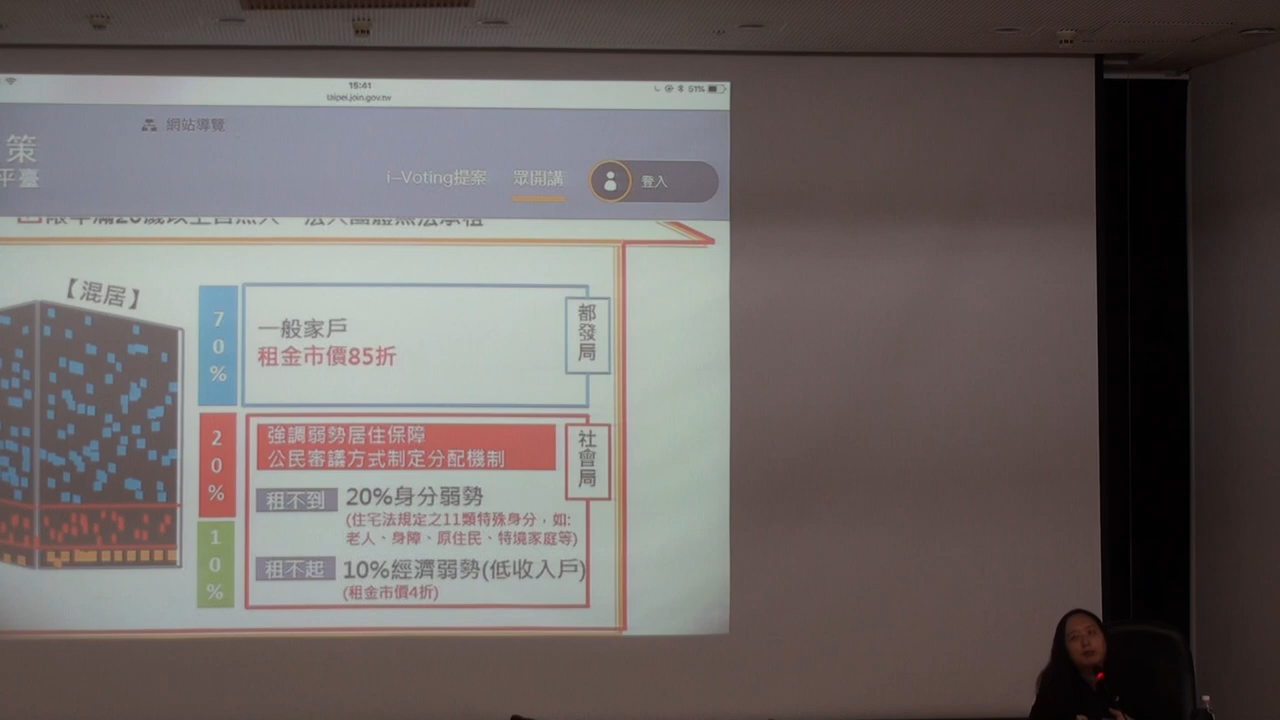 15:41
taipei.join.gov.tw
51%
網站導覽
策
平臺
i-Voting提案
眾開講
登入
【混居】
70%
一般家戶
租金市價85折
都發局
20%
強調弱勢居住保障
公民審議方式制定分配機制
社會局
租不到
20%身分弱勢
(住宅法規定之11類特殊身分，如:
老人、身障、原住民、特境家庭等)
10%
租不起
10%經濟弱勢(低收入戶)
(租金市價4折)